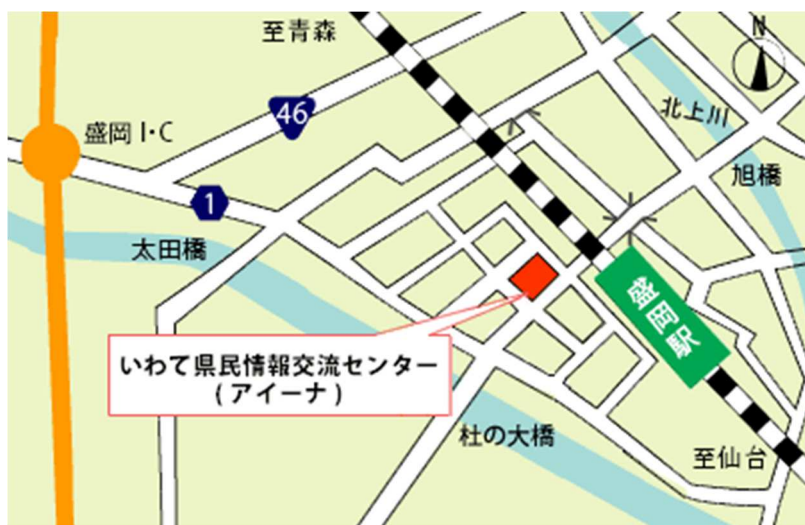 至青森
N
46
盛岡I・C
北上川
旭橋
1
太田橋
盛岡駅
いわて県民情報交流センター
(アイーナ)
杜の大橋
至仙台